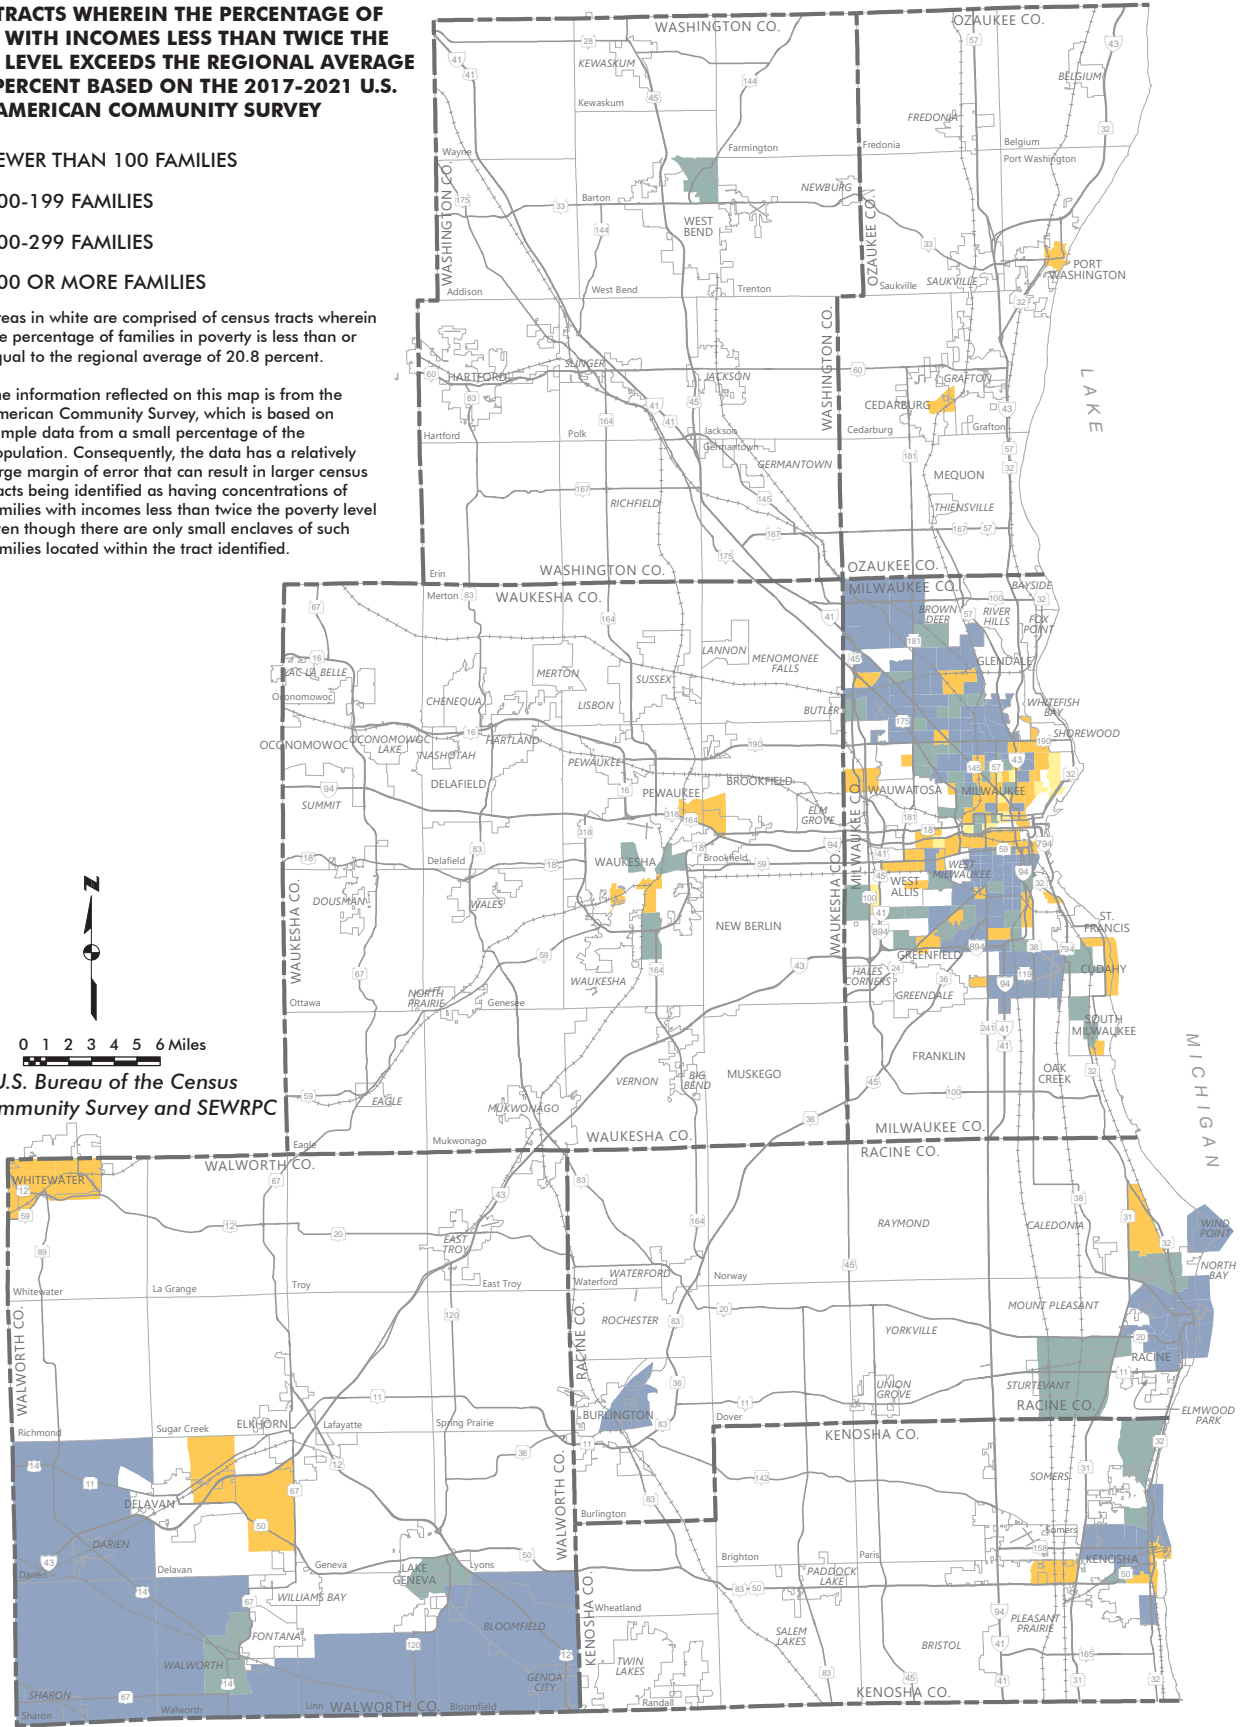 TRACTS WHEREIN THE PERCENTAGE OF
WITH INCOMES LESS THAN TWICE THE
LEVEL EXCEEDS THE REGIONAL AVERAGE
PERCENT BASED ON THE 2017-2021 U.S.
AMERICAN COMMUNITY SURVEY
EWER THAN 100 FAMILIES
00-199 FAMILIES
00-299 FAMILIES
00 OR MORE FAMILIES
reas in white are comprised of census tracts wherein
e percentage of families in poverty is less than or
qual to the regional average of 20.8 percent.
he information reflected on this map is from the
merican Community Survey, which is based on
ample data from a small percentage of the
opulation. Consequently, the data has a relatively
rge margin of error that can result in larger census
acts being identified as having concentrations of
milies with incomes less than twice the poverty level
ven though there are only small enclaves of such
milies located within the tract identified.
WASHINGTON CO.
OZAUKEE CO.
KEWASKUM
Kewaskum
BELGIUM
FREDONIA
Wayne
Farmington
Fredonia
Belgium
Port Washington
Barton
NEWBURG
WEST
BEND
WASHINGTON CO.
OZAUKEE CO.
PORT
WASHINGTON
Addison
West Bend
Trenton
Saukville
SAUKVILLE
WASHINGTON CO.
SLINGER
HARTFORD
JACKSON
GRAFTON
CEDARBURG
LAKE
Hartford
Polk
Jackson
Germantown
Cedarburg
Grafton
GERMANTOWN
MEQUON
RICHFIELD
THIENSVILLE
Erin
WASHINGTON CO.
OZAUKEE CO.
Merton
WAUKESHA CO.
MILWAUKEE CO.
BAYSIDE
BROWN
DEER
RIVER
HILLS
FOX
POINT
LANNON
MENOMONEE
FALLS
GLENDALE
LAC LA BELLE
Oconomowoc
MERTON
SUSSEX
CHENEQUA
LISBON
BUTLER
WHITEFISH
BAY
SHOREWOOD
OCONOMOWOC
OCONOMOWOC
LAKE
NASHOTAH
HARTLAND
PEWAUKEE
DELAFIELD
PEWAUKEE
BROOKFIELD
SUMMIT
ELM
GROVE
WAUWATOSA
MILWAUKEE
Delafield
WAUKESHA
Brookfield
WEST
MILWAUKEE
WEST
ALLIS
DOUSMAN
WALES
WAUKESHA CO.
WAUKESHA CO.
MILWAUKEE CO.
NEW BERLIN
ST.
FRANCIS
GREENFIELD
CUDAHY
WAUKESHA
HALES
CORNERS
GREENDALE
Ottawa
NORTH
PRAIRIE
Genesee
SOUTH
MILWAUKEE
FRANKLIN
OAK
CREEK
VERNON
BIG
BEND
MUSKEGO
MICHIGAN
EAGLE
MUKWONAGO
Eagle
Mukwonago
WAUKESHA CO.
MILWAUKEE CO.
N
0 1 2 3 4 5 6 Miles
U.S. Bureau of the Census
mmunity Survey and SEWRPC
WALWORTH CO.
RACINE CO.
WHITEWATER
EAST
TROY
RAYMOND
CALEDONIA
WIND
POINT
NORTH
BAY
Whitewater
La Grange
Troy
East Troy
Waterford
WATERFORD
Norway
ROCHESTER
YORKVILLE
MOUNT PLEASANT
WALWORTH CO.
RACINE CO.
RACINE
UNION
GROVE
STURTEVANT
ELMWOOD
PARK
BURLINGTON
Dover
RACINE CO.
Richmond
Sugar Creek
ELKHORN
Lafayatte
Spring Prairie
KENOSHA CO.
SOMERS
DELAVAN
Burlington
DARIEN
WALWORTH CO.
Somers
KENOSHA
Darien
Delavan
Geneva
LAKE
GENEVA
Lyons
Brighton
Paris
PADDOCK
LAKE
WILLIAMS BAY
KENOSHA CO.
Wheatland
FONTANA
BLOOMFIELD
SALEM
LAKES
PLEASANT
PRAIRIE
BRISTOL
WALWORTH
GENOA
CITY
TWIN
LAKES
SHARON
Sharon
Walworth
Linn
WALWORTH CO.
Bloomfield
Randall
KENOSHA CO.